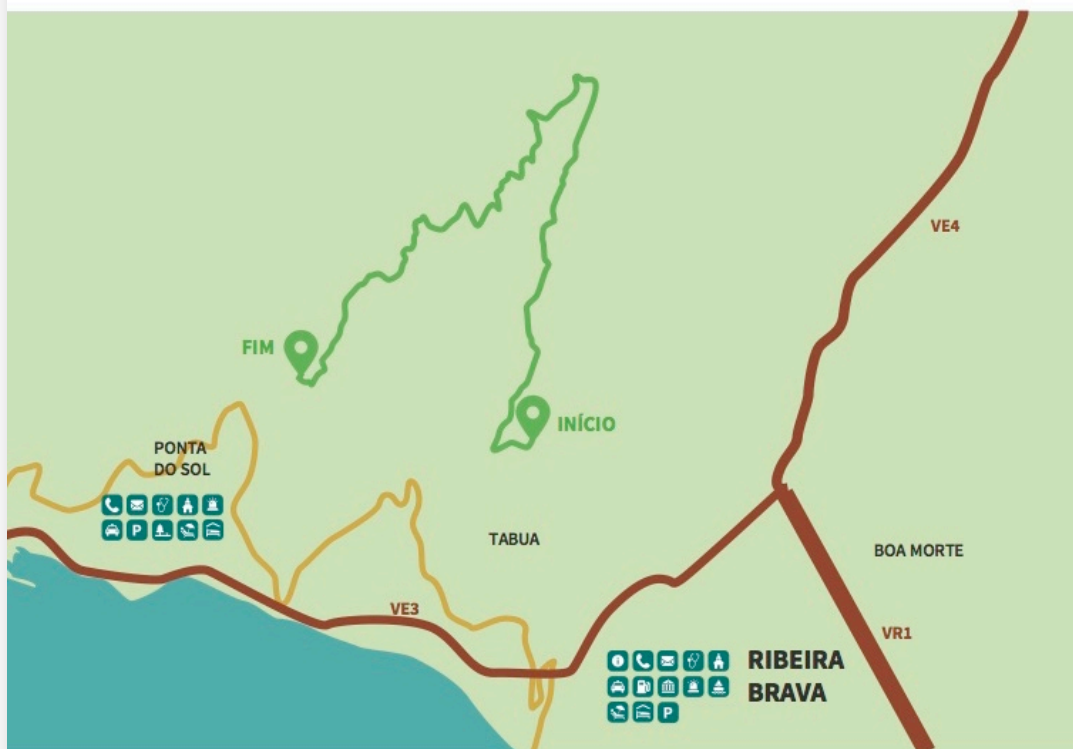 VE4
FIM
INÍCIO
PONTA
DO SOL
P
TABUA
BOA MORTE
VE3
VR1
RIBEIRA
BRAVA
i
P